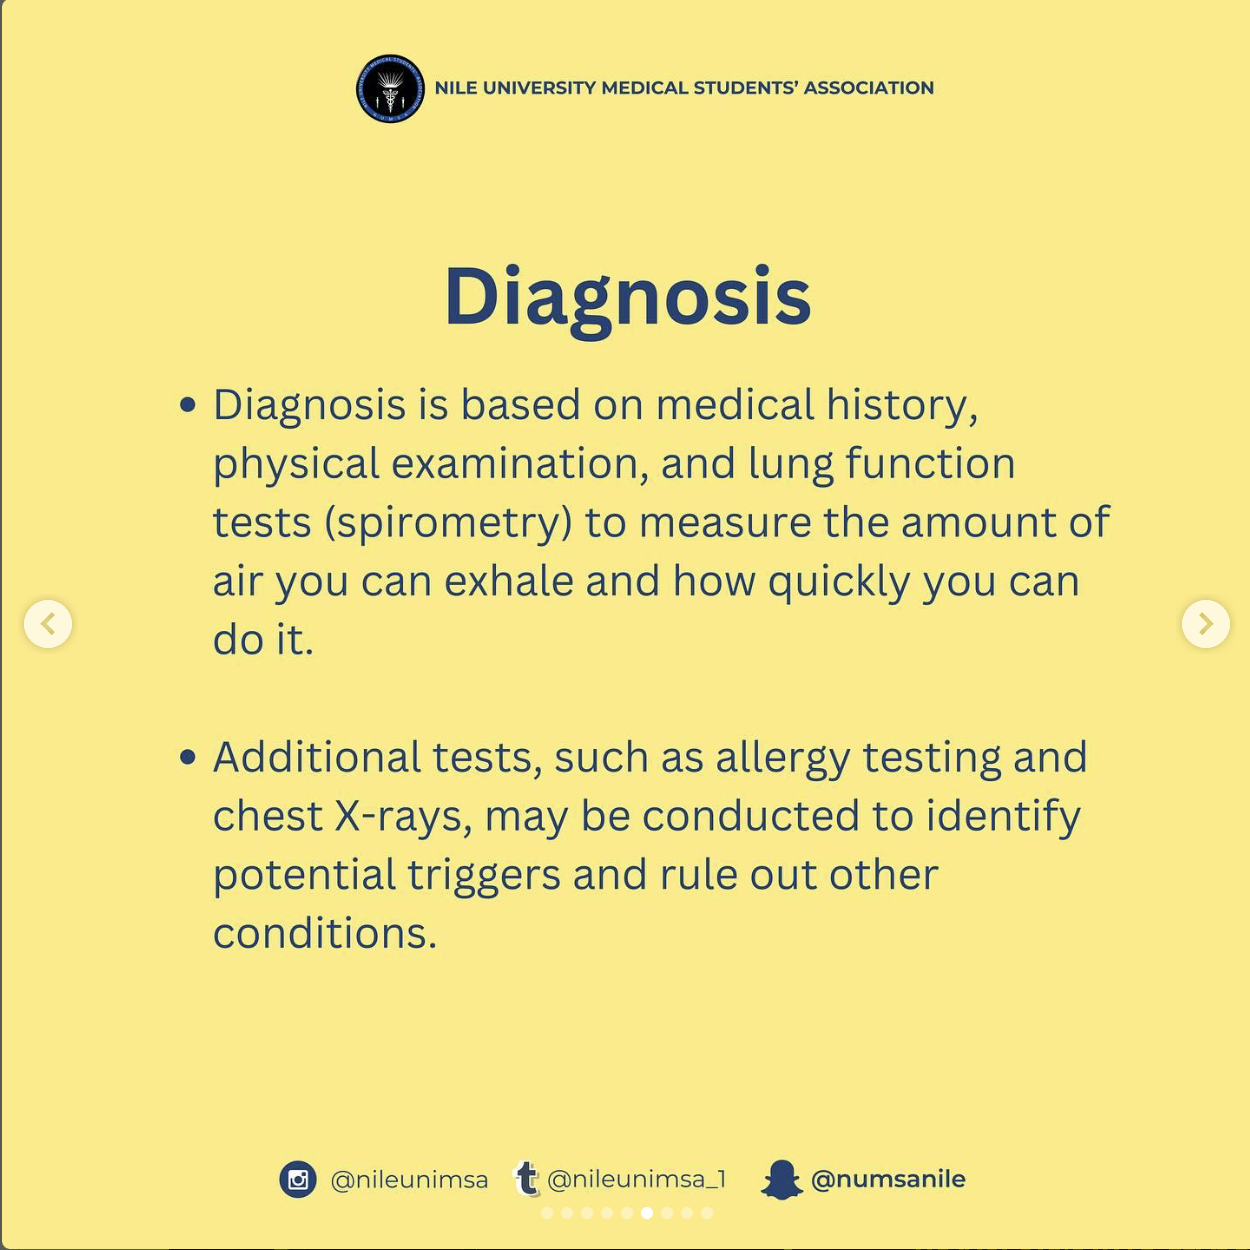 NILE UNIVERSITY MEDICAL STUDENTS' ASSOCIATION
Diagnosis
• Diagnosis is based on medical history,
physical examination, and lung function
tests (spirometry) to measure the amount of
air you can exhale and how quickly you can
do it.
• Additional tests, such as allergy testing and
chest X-rays, may be conducted to identify
potential triggers and rule out other
conditions.
@nileunimsa @nileunimsa_1 @numsanile